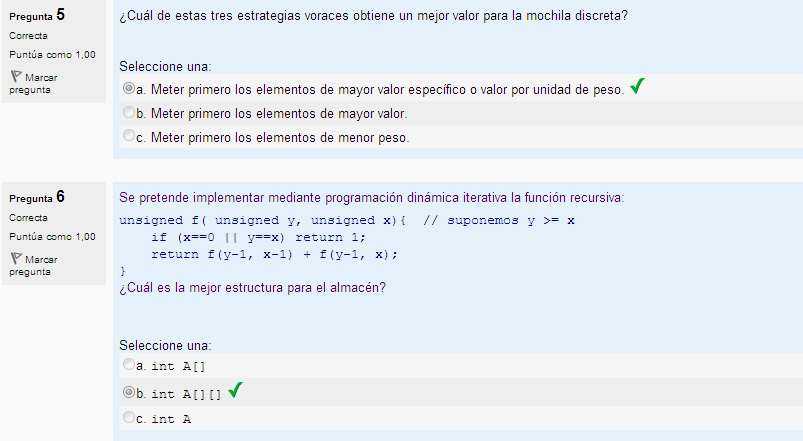 Pregunta 5
Correcta
Puntúa como 1,00
Marcar
pregunta
¿Cuál de estas tres estrategias voraces obtiene un mejor valor para la mochila discreta?
Seleccione una:
a. Meter primero los elementos de mayor valor específico o valor por unidad de peso.
b. Meter primero los elementos de mayor valor.
c. Meter primero los elementos de menor peso.
Pregunta 6
Correcta
Puntúa como 1,00
Marcar
pregunta
Se pretende implementar mediante programación dinámica iterativa la función recursiva:
unsigned f( unsigned y, unsigned x){  // suponemos y >= x
if (x==0 || y==x) return 1;
return f(y-1, x-1) + f(y-1, x);
}
¿Cuál es la mejor estructura para el almacén?
Seleccione una:
a. int A[]
b. int A[][]
c. int A